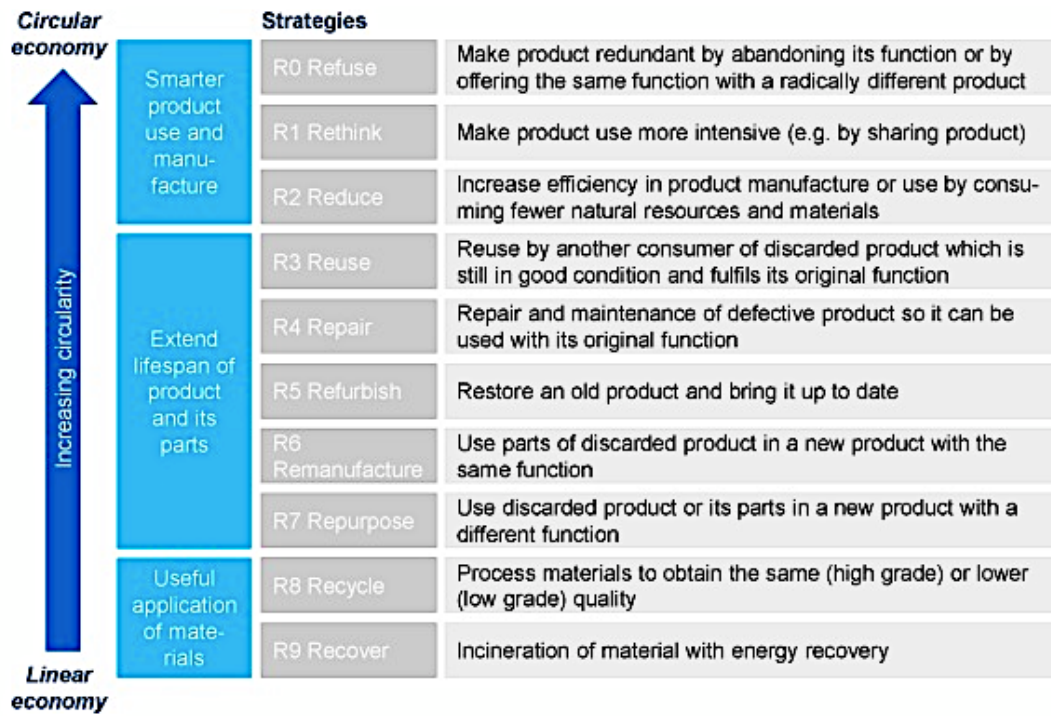 Circular
economy
Strategies
Increasing circularity
Linear
economy
Smarter
product
use and
manu-
facture
R0 Refuse
Make product redundant by abandoning its function or by
offering the same function with a radically different product
R1 Rethink
Make product use more intensive (e.g. by sharing product)
R2 Reduce
Increase efficiency in product manufacture or use by consu-
ming fewer natural resources and materials
Extend
lifespan of
product
and its
parts
R3 Reuse
Reuse by another consumer of discarded product which is
still in good condition and fulfils its original function
R4 Repair
Repair and maintenance of defective product so it can be
used with its original function
R5 Refurbish
Restore an old product and bring it up to date
R6
Remanufacture
Use parts of discarded product in a new product with the
same function
R7 Repurpose
Use discarded product or its parts in a new product with a
different function
Useful
application
of mate-
rials
R8 Recycle
Process materials to obtain the same (high grade) or lower
(low grade) quality
R9 Recover
Incineration of material with energy recovery